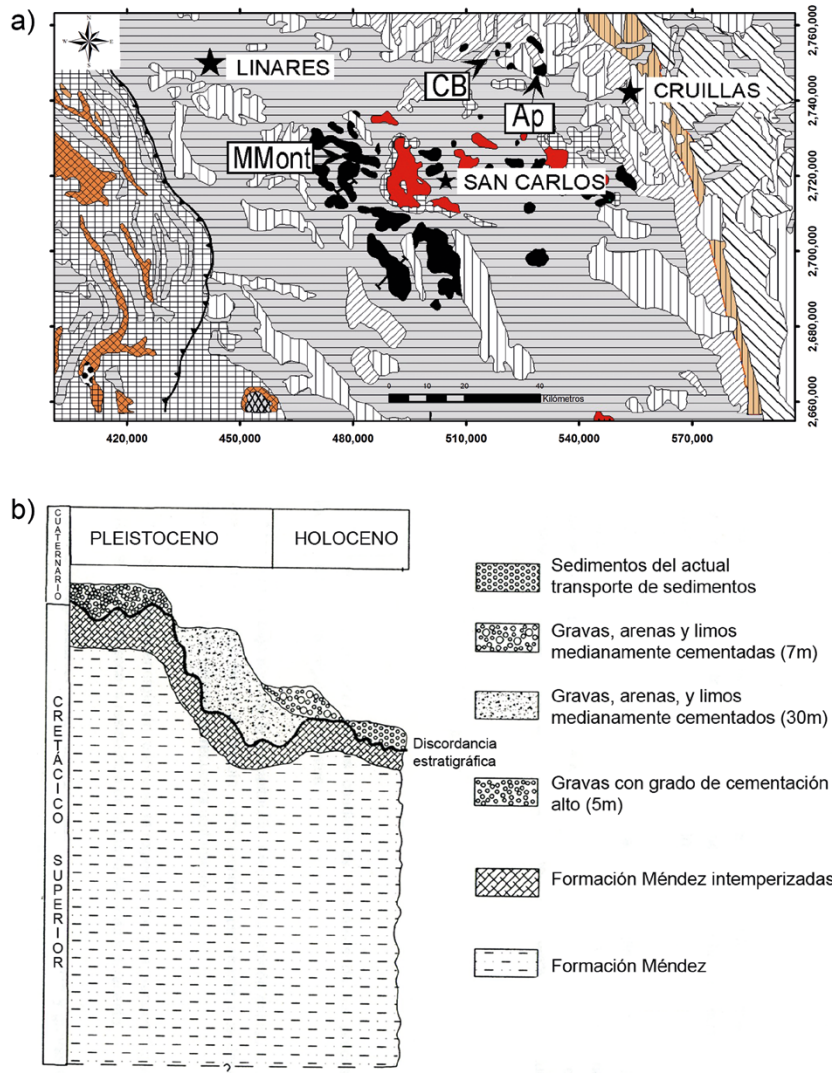 a)
N
W
E
S
LINARES
CB
CRUILLAS
Ap
MMont
SAN CARLOS
2,760,000
2,740,000
2,720,000
2,700,000
2,680,000
2,660,000
0
20
40
Kilómetros
420,000
450,000
480,000
510,000
540,000
570,000
b)
CUATERNARIO
PLEISTOCENO
HOLOCENO
CRETÁCICO SUPERIOR
Discordancia
estratigráfica
?
Sedimentos del actual
transporte de sedimentos
Gravas, arenas y limos
medianamente cementadas (7m)
Gravas, arenas, y limos
medianamente cementados (30m)
Gravas con grado de cementación
alto (5m)
Formación Méndez intemperizadas
Formación Méndez